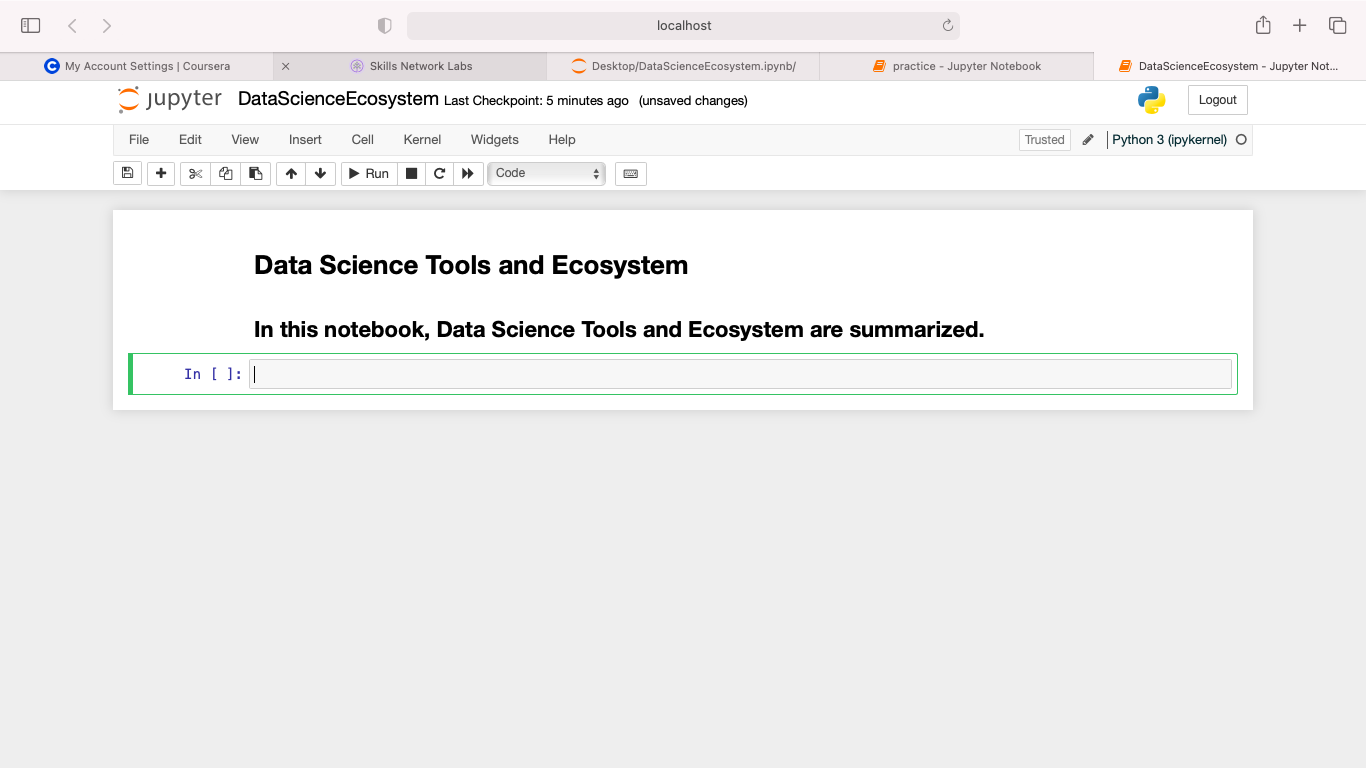 localhost
My Account Settings | Coursera
Skills Network Labs
Desktop/DataScienceEcosystem.ipynb/
practice - Jupyter Notebook
DataScienceEcosystem - Jupyter Not...
jupyter DataScienceEcosystem Last Checkpoint: 5 minutes ago (unsaved changes) Logout
File Edit View Insert Cell Kernel Widgets Help Trusted Python 3 (ipykernel)
Run Code
Data Science Tools and Ecosystem
In this notebook, Data Science Tools and Ecosystem are summarized.
In [ ]: